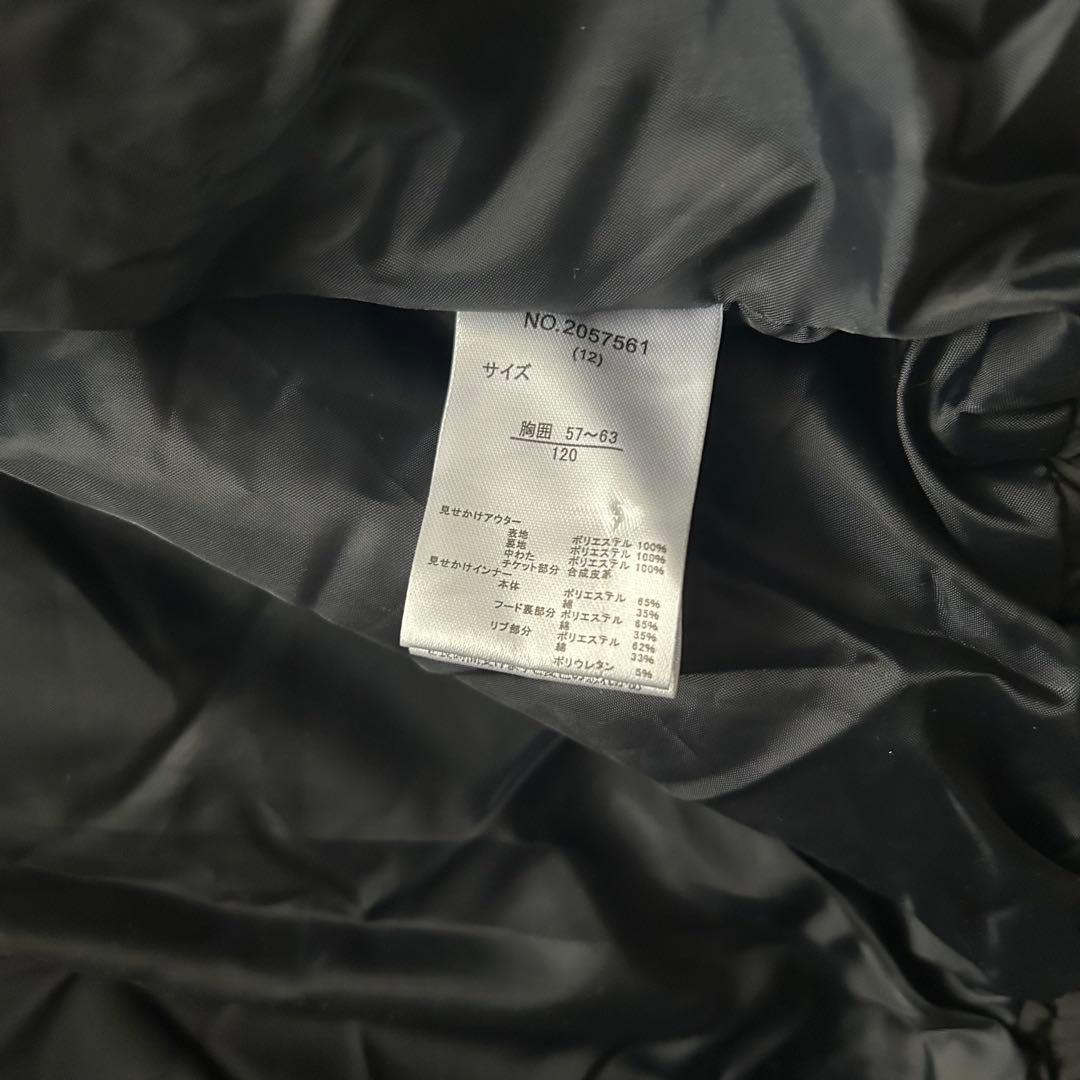 NO.2057561
(12)
サイズ
胸囲 57~63
120
見せかけアウター
表地 ポリエステル 100%
裏地 ポリエステル 100%
中わた ポリエステル 100%
チケット部分 合成皮革
見せかけインナー
本体 ポリエステル 65%
綿 35%
フード裏部分 ポリエステル 65%
綿 35%
リブ部分 ポリエステル 62%
綿 33%
ポリウレタン 5%